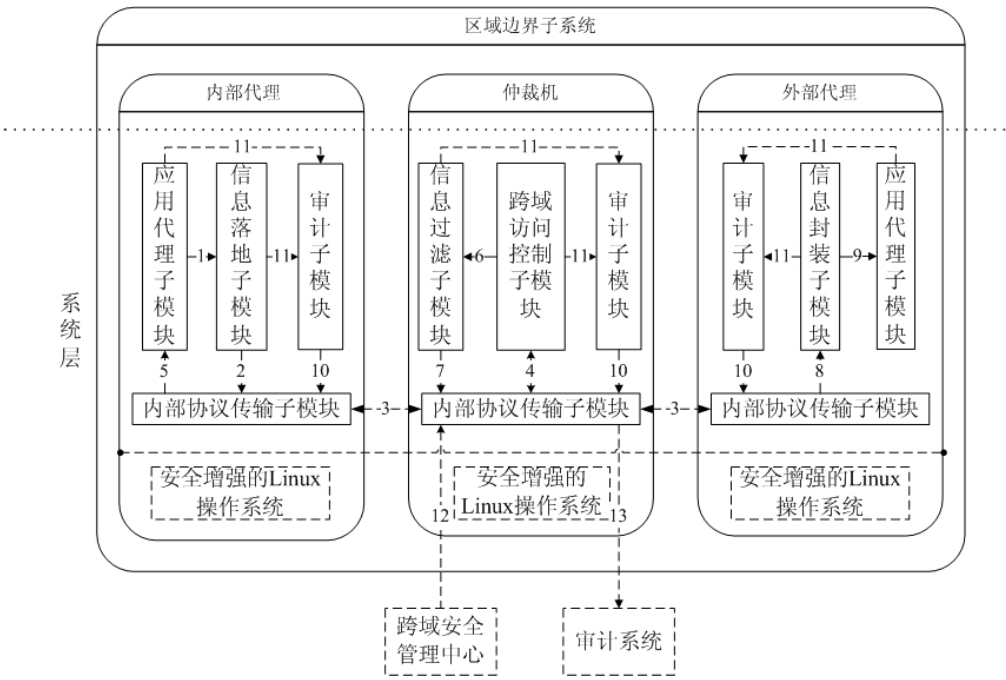 区域边界子系统
内部代理
仲裁机
外部代理
系统层
11
11
11
应用代理子模块
1
信息落地子模块
11
审计子模块
信息过滤子模块
6
跨域访问控制子模块
11
审计子模块
审计子模块
11
信息封装子模块
9
应用代理子模块
5
2
10
7
4
10
10
8
内部协议传输子模块
3
内部协议传输子模块
3
内部协议传输子模块
安全增强的Linux
操作系统
安全增强的
Linux操作系统
安全增强的Linux
操作系统
12
13
跨域安全
管理中心
审计系统